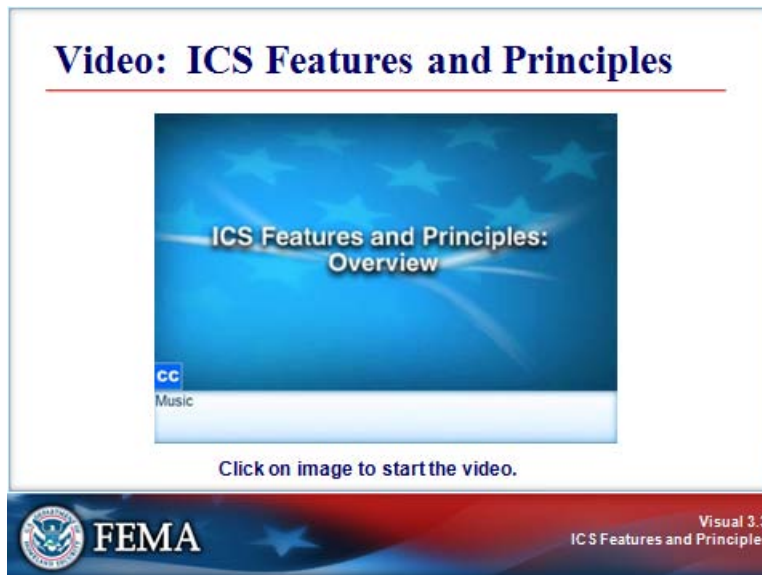 Video: ICS Features and Principles
ICS Features and Principles:
Overview
CC
Music
Click on image to start the video.
FEMA
Visual 3.3
ICS Features and Principle